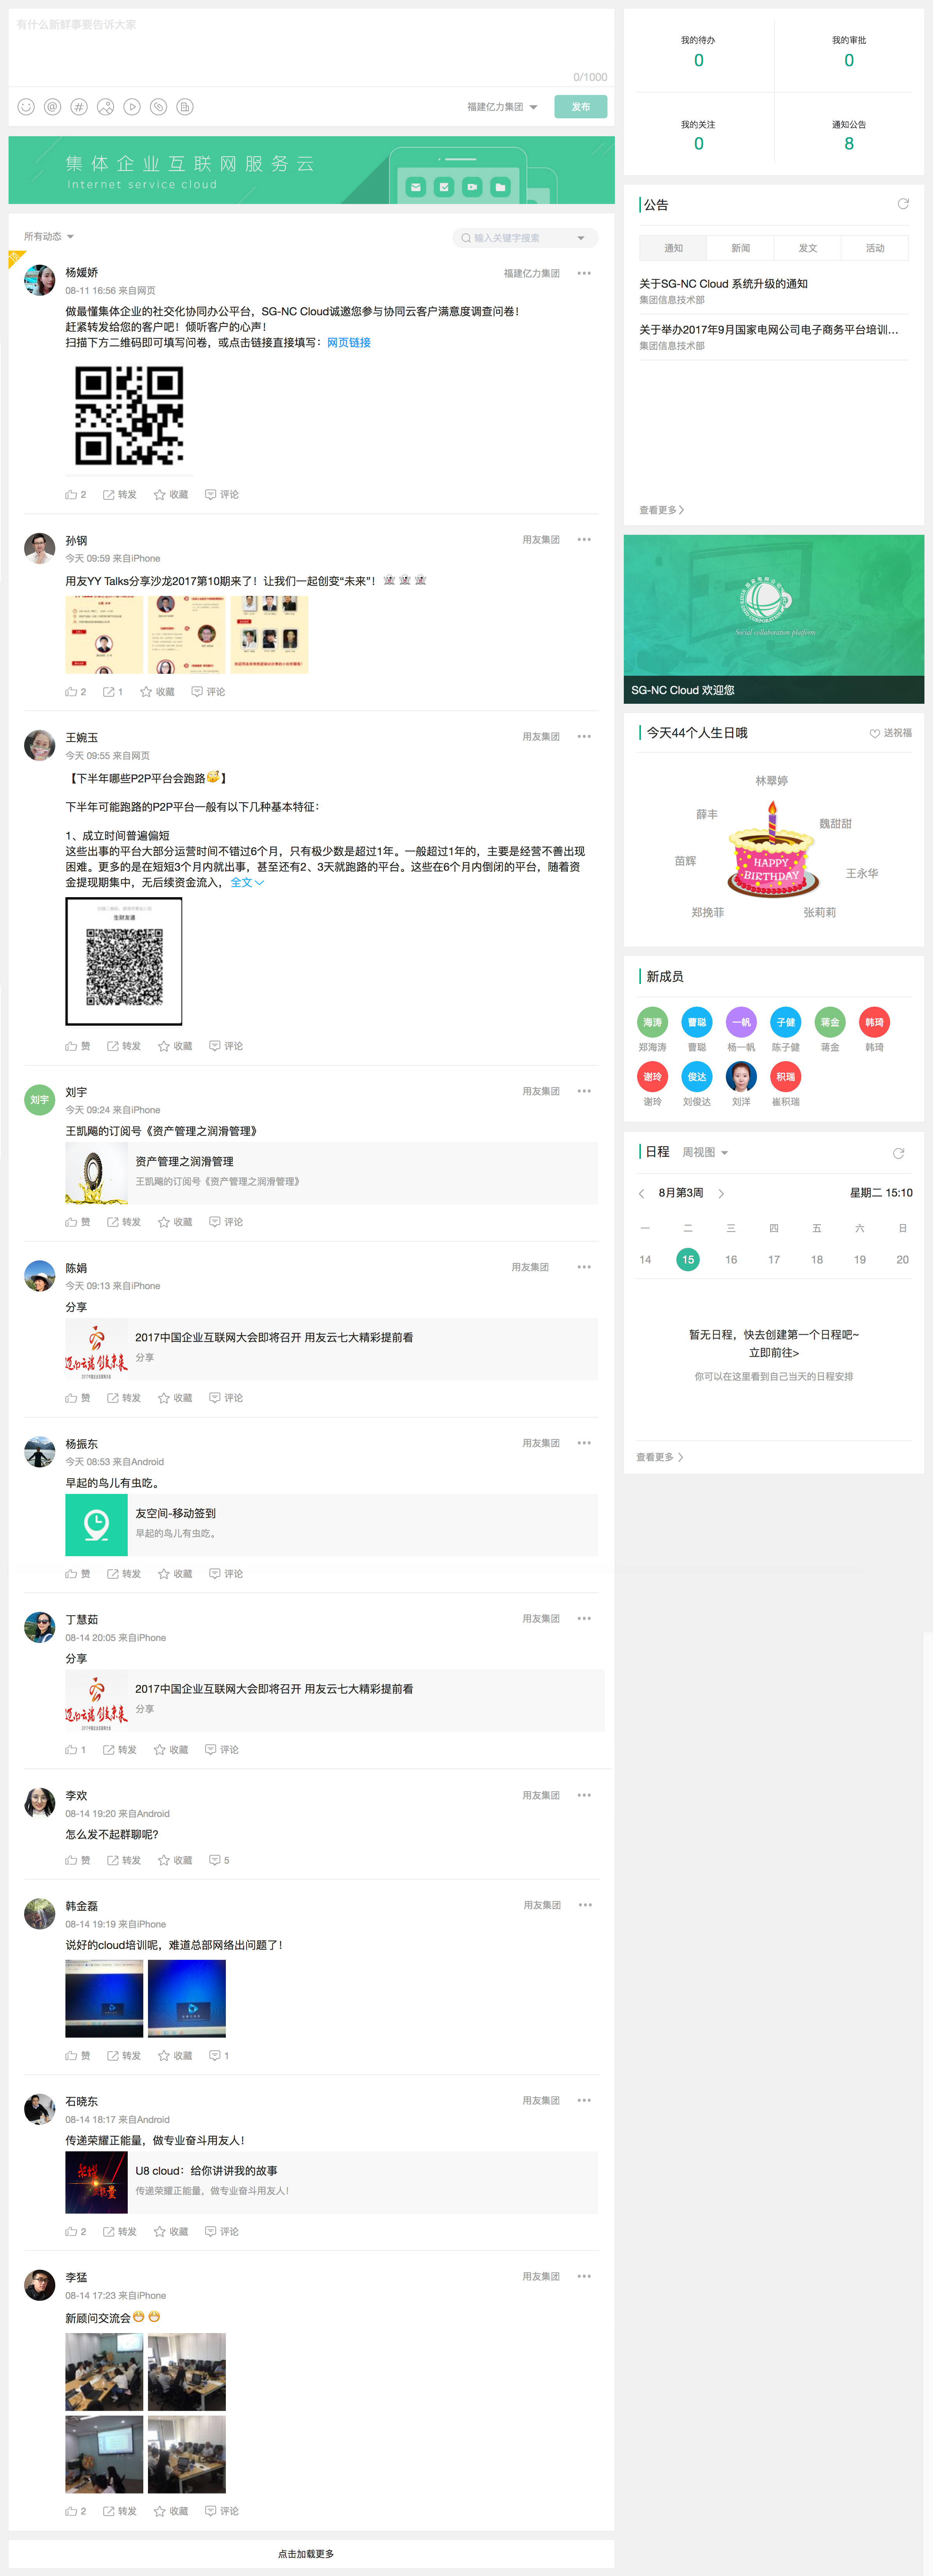 有什么新鲜事要告诉大家
0/1000
福建亿力集团
发布
集体企业互联网服务云
Internet service cloud
所有动态
输入关键字搜索
杨媛娇
福建亿力集团
08-11 16:56 来自网页
做最懂集体企业的社交化协同办公平台，SG-NC Cloud诚邀您参与协同云客户满意度调查问卷！
赶紧转发给您的客户吧！倾听客户的心声！
扫描下方二维码即可填写问卷，或点击链接直接填写：网页链接
2 转发 收藏 评论
孙钢
用友集团
今天 09:59 来自iPhone
用友YY Talks分享沙龙2017第10期来了！让我们一起创变“未来”！
2 1 收藏 评论
王婉玉
用友集团
今天 09:55 来自网页
【下半年哪些P2P平台会跑路】
下半年可能跑路的P2P平台一般有以下几种基本特征：
1、成立时间普遍偏短
这些出事的平台大部分运营时间不错过6个月，只有极少数是超过1年。一般超过1年的，主要是经营不善出现
困难。更多的是在短短3个月内就出事，甚至还有2、3天就跑路的平台。这些在6个月内倒闭的平台，随着资
金提现期集中，无后续资金流入，全文
生财友道
赞 转发 收藏 评论
刘宇
刘宇
用友集团
今天 09:24 来自iPhone
王凯飚的订阅号《资产管理之润滑管理》
资产管理之润滑管理
王凯飚的订阅号《资产管理之润滑管理》
赞 转发 收藏 评论
陈娟
用友集团
今天 09:13 来自iPhone
分享
2017中国企业互联网大会即将召开 用友云七大精彩提前看
分享
赞 转发 收藏 评论
杨振东
用友集团
今天 08:53 来自Android
早起的鸟儿有虫吃。
友空间-移动签到
早起的鸟儿有虫吃。
赞 转发 收藏 评论
丁慧茹
用友集团
08-14 20:05 来自iPhone
分享
2017中国企业互联网大会即将召开 用友云七大精彩提前看
分享
1 转发 收藏 评论
李欢
用友集团
08-14 19:20 来自Android
怎么发不起群聊呢?
赞 转发 收藏 5
韩金磊
用友集团
08-14 19:19 来自iPhone
说好的cloud培训呢，难道总部网络出问题了！
赞 转发 收藏 1
石晓东
用友集团
08-14 18:17 来自Android
传递荣耀正能量，做专业奋斗用友人！
U8 cloud：给你讲讲我的故事
传递荣耀正能量，做专业奋斗用友人！
2 转发 收藏 评论
李猛
用友集团
08-14 17:23 来自iPhone
新顾问交流会
2 转发 收藏 评论
点击加载更多
我的待办 我的审批
0 0
我的关注 通知公告
0 8
公告
通知 新闻 发文 活动
关于SG-NC Cloud 系统升级的通知
集团信息技术部
关于举办2017年9月国家电网公司电子商务平台培训...
集团信息技术部
查看更多
Social collaboration platform
SG-NC Cloud 欢迎您
今天44个人生日哦
送祝福
林翠婷
薛丰
魏甜甜
苗辉
王永华
郑挽菲
张莉莉
HAPPY
BIRTHDAY
新成员
海涛 曹聪 一帆 子健 蒋金 韩琦
郑海涛 曹聪 杨一帆 陈子健 蒋金 韩琦
谢玲 俊达 积瑞
谢玲 刘俊达 刘洋 崔积瑞
日程 周视图
8月第3周 星期二 15:10
一 二 三 四 五 六 日
14 15 16 17 18 19 20
暂无日程，快去创建第一个日程吧~
立即前往>
你可以在这里看到自己当天的日程安排
查看更多